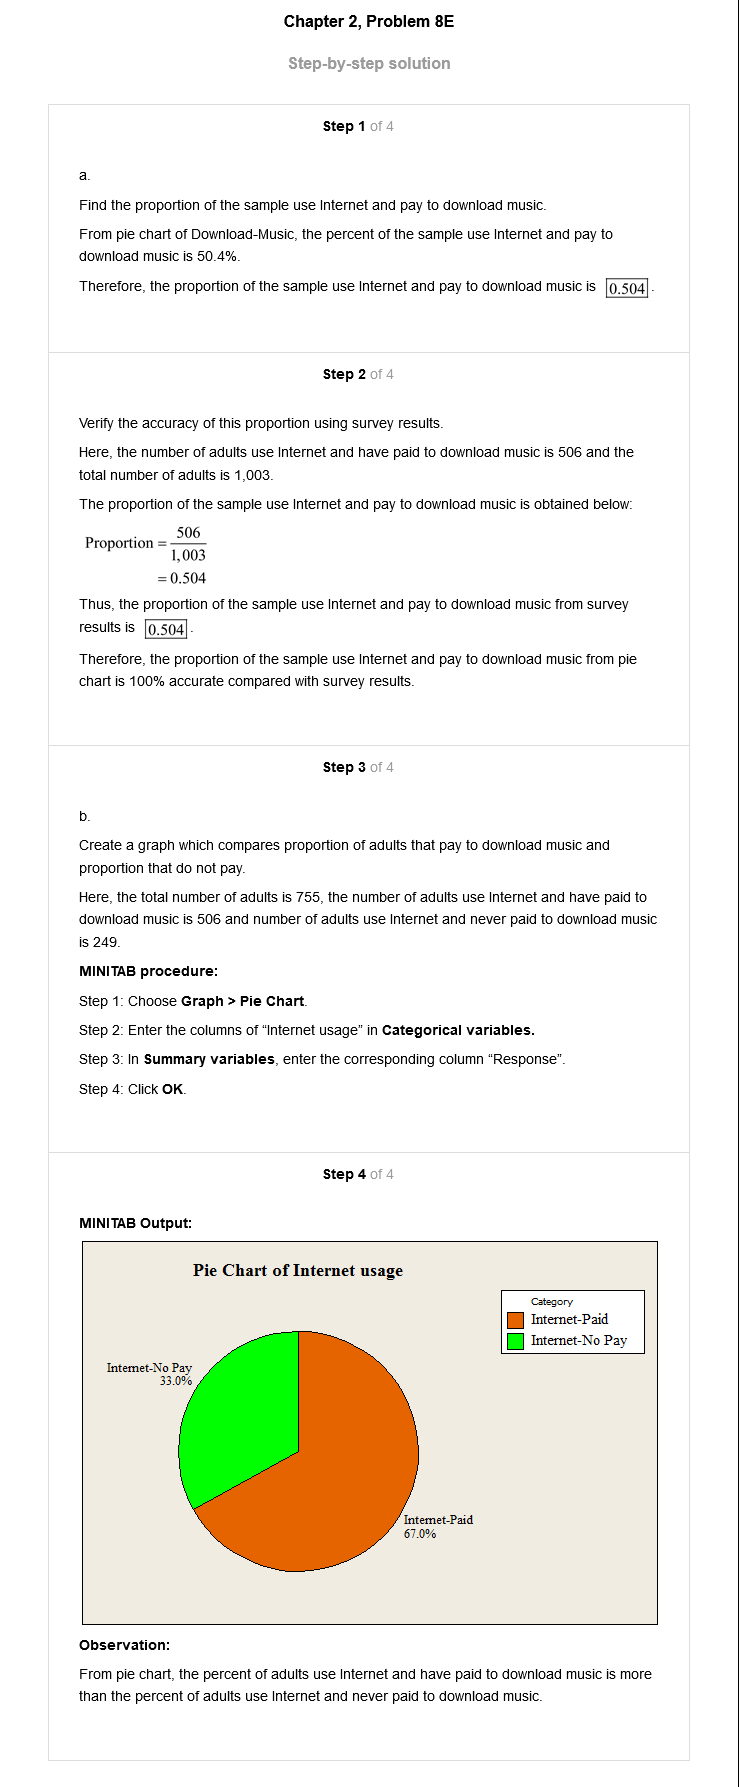 Chapter 2, Problem 8E
Step-by-step solution
Step 1 of 4
a.
Find the proportion of the sample use Internet and pay to download music.
From pie chart of Download-Music, the percent of the sample use Internet and pay to
download music is 50.4%.
Therefore, the proportion of the sample use Internet and pay to download music is 0.504.
Step 2 of 4
Verify the accuracy of this proportion using survey results.
Here, the number of adults use Internet and have paid to download music is 506 and the
total number of adults is 1,003.
The proportion of the sample use Internet and pay to download music is obtained below:
506
Proportion =
1,003
= 0.504
Thus, the proportion of the sample use Internet and pay to download music from survey
results is 0.504.
Therefore, the proportion of the sample use Internet and pay to download music from pie
chart is 100% accurate compared with survey results.
Step 3 of 4
b.
Create a graph which compares proportion of adults that pay to download music and
proportion that do not pay.
Here, the total number of adults is 755, the number of adults use Internet and have paid to
download music is 506 and number of adults use Internet and never paid to download music
is 249.
MINITAB procedure:
Step 1: Choose Graph > Pie Chart.
Step 2: Enter the columns of “Internet usage” in Categorical variables.
Step 3: In Summary variables, enter the corresponding column “Response”.
Step 4: Click OK.
Step 4 of 4
MINITAB Output:
Pie Chart of Internet usage
Category
Internet-Paid
Internet-No Pay
Internet-No Pay
33.0%
Internet-Paid
67.0%
Observation:
From pie chart, the percent of adults use Internet and have paid to download music is more
than the percent of adults use Internet and never paid to download music.